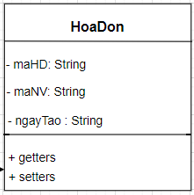 HoaDon
- maHD: String
- maNV: String
- ngayTao : String
+ getters
+ setters